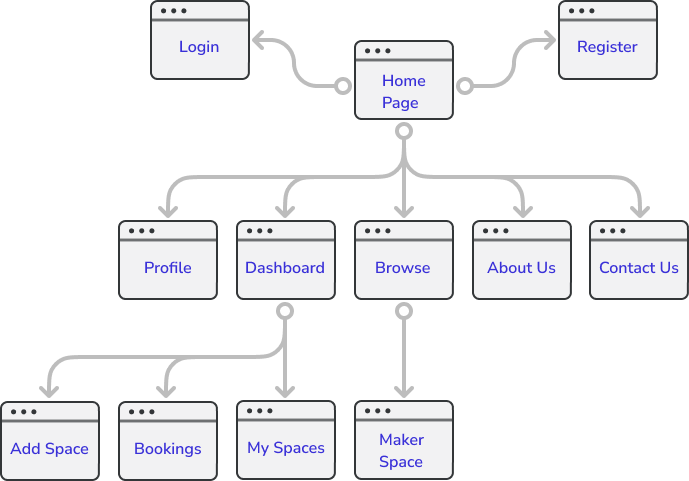 Login
Register
Home
Page
Profile
Dashboard
Browse
About Us
Contact Us
Add Space
Bookings
My Spaces
Maker
Space